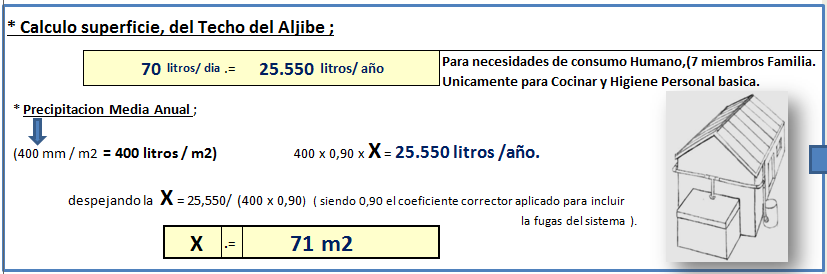 * Calculo superficie, del Techo del Aljibe ;
70 litros/ dia .= 25.550 litros/ año
Para necesidades de consumo Humano,(7 miembros Familia.
Unicamente para Cocinar y Higiene Personal basica.
* Precipitacion Media Anual ;
(400 mm / m2 = 400 litros / m2)
400 x 0,90 x X = 25.550 litros /año.
despejando la X = 25,550/ (400 x 0,90) ( siendo 0,90 el coeficiente corrector aplicado para incluir
la fugas del sistema ).
X .= 71 m2